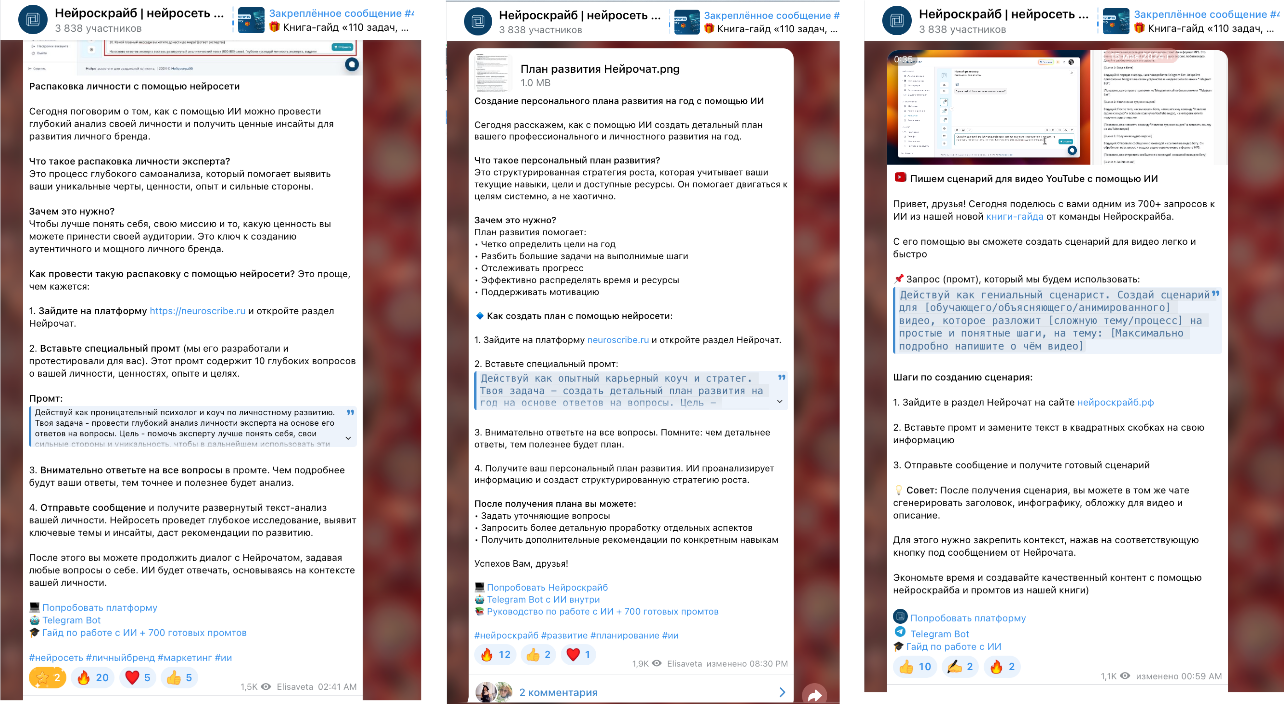 Нейроскрайб | нейросеть ...
3 838 участников
Закреплённое сообщение #4
🎁 Книга-гайд «110 задач, ...
Распаковка личности с помощью нейросети
Сегодня поговорим о том, как с помощью ИИ можно провести
глубокий анализ своей личности и получить ценные инсайты для
развития личного бренда.
Что такое распаковка личности эксперта?
Это процесс глубокого самоанализа, который помогает выявить
ваши уникальные черты, ценности, опыт и сильные стороны.
Зачем это нужно?
Чтобы лучше понять себя, свою миссию и то, какую ценность вы
можете принести своей аудитории. Это ключ к созданию
аутентичного и мощного личного бренда.
Как провести такую распаковку с помощью нейросети? Это проще,
чем кажется:
1. Зайдите на платформу https://neuroscribe.ru и откройте раздел
Нейрочат.
2. Вставьте специальный промт (мы его разработали и
протестировали для вас). Этот промт содержит 10 глубоких вопросов
о вашей личности, ценностях, опыте и целях.
Промт:
Действуй как проницательный психолог и коуч по личностному развитию.
Твоя задача - провести глубокий анализ личности эксперта на основе его
ответов на вопросы. Цель - помочь эксперту лучше понять себя, свои
сильные стороны и уникальность, чтобы в дальнейшем использовать эти
3. Внимательно ответьте на все вопросы в промте. Чем подробнее
будут ваши ответы, тем точнее и полезнее будет анализ.
4. Отправьте сообщение и получите развернутый текст-анализ
вашей личности. Нейросеть проведет глубокое исследование, выявит
ключевые темы и инсайты, даст рекомендации по развитию.
После этого вы можете продолжить диалог с Нейрочатом, задавая
любые вопросы о себе. ИИ будет отвечать, основываясь на контексте
вашей личности.
💻 Попробовать платформу
🤖 Telegram Bot
🎓 Гайд по работе с ИИ + 700 готовых промтов
#нейросеть #личныйбренд #маркетинг #ии
2 🔥 20 ❤️ 5 👍 5
1,5K Elisaveta 02:41 AM
Нейроскрайб | нейросеть ...
3 838 участников
Закреплённое сообщение #
🎁 Книга-гайд «110 задач, ...
План развития Нейрочат.png
1.0 MB
Создание персонального плана развития на год с помощью ИИ
Сегодня расскажем, как с помощью ИИ создать детальный план
вашего профессионального и личностного развития на год.
Что такое персональный план развития?
Это структурированная стратегия роста, которая учитывает ваши
текущие навыки, цели и доступные ресурсы. Он помогает двигаться к
целям системно, а не хаотично.
Зачем это нужно?
План развития помогает:
• Четко определить цели на год
• Разбить большие задачи на выполнимые шаги
• Отслеживать прогресс
• Эффективно распределять время и ресурсы
• Поддерживать мотивацию
🔹 Как создать план с помощью нейросети:
1. Зайдите на платформу neuroscribe.ru и откройте раздел Нейрочат.
2. Вставьте специальный промт:
Действуй как опытный карьерный коуч и стратег.
Твоя задача - создать детальный план развития на
год на основе ответов на вопросы. Цель -
3. Внимательно ответьте на все вопросы. Помните: чем детальнее
ответы, тем полезнее будет план.
4. Получите ваш персональный план развития. ИИ проанализирует
информацию и создаст структурированную стратегию роста.
После получения плана вы можете:
• Задать уточняющие вопросы
• Запросить более детальную проработку отдельных аспектов
• Получить дополнительные рекомендации по конкретным навыкам
Успехов Вам, друзья!
💻 Попробовать Нейроскрайб
🤖 Telegram Bot с ИИ внутри
📚 Руководство по работе с ИИ + 700 готовых промтов
#нейроскрайб #развитие #планирование #ии
🔥 12 👍 2 ❤️ 1
1,9K Elisaveta изменено 08:30 PM
2 комментария
Нейроскрайб | нейросеть ...
3 838 участников
Закреплённое сообщение #4
🎁 Книга-гайд «110 задач, ...
Пишем сценарий для видео YouTube с помощью ИИ
Привет, друзья! Сегодня поделюсь с вами одним из 700+ запросов к
ИИ из нашей новой книги-гайда от команды Нейроскрайба.
С его помощью вы сможете создать сценарий для видео легко и
быстро
📌 Запрос (промт), который мы будем использовать:
Действуй как гениальный сценарист. Создай сценарий
для [обучающего/объясняющего/анимированного]
видео, которое разложит [сложную тему/процесс] на
простые и понятные шаги, на тему: [Максимально
подробно напишите о чём видео]
Шаги по созданию сценария:
1. Зайдите в раздел Нейрочат на сайте нейроскрайб.рф
2. Вставьте промт и замените текст в квадратных скобках на свою
информацию
3. Отправьте сообщение и получите готовый сценарий
💡 Совет: После получения сценария, вы можете в том же чате
сгенерировать заголовок, инфографику, обложку для видео и
описание.
Для этого нужно закрепить контекст, нажав на соответствующую
кнопку под сообщением от Нейрочата.
Экономьте время и создавайте качественный контент с помощью
нейроскрайб и промтов из нашей книги)
Попробовать платформу
Telegram Bot
🎓 Гайд по работе с ИИ
👍 10 ✍️ 2 🔥 2
1,1K изменено 00:59 AM